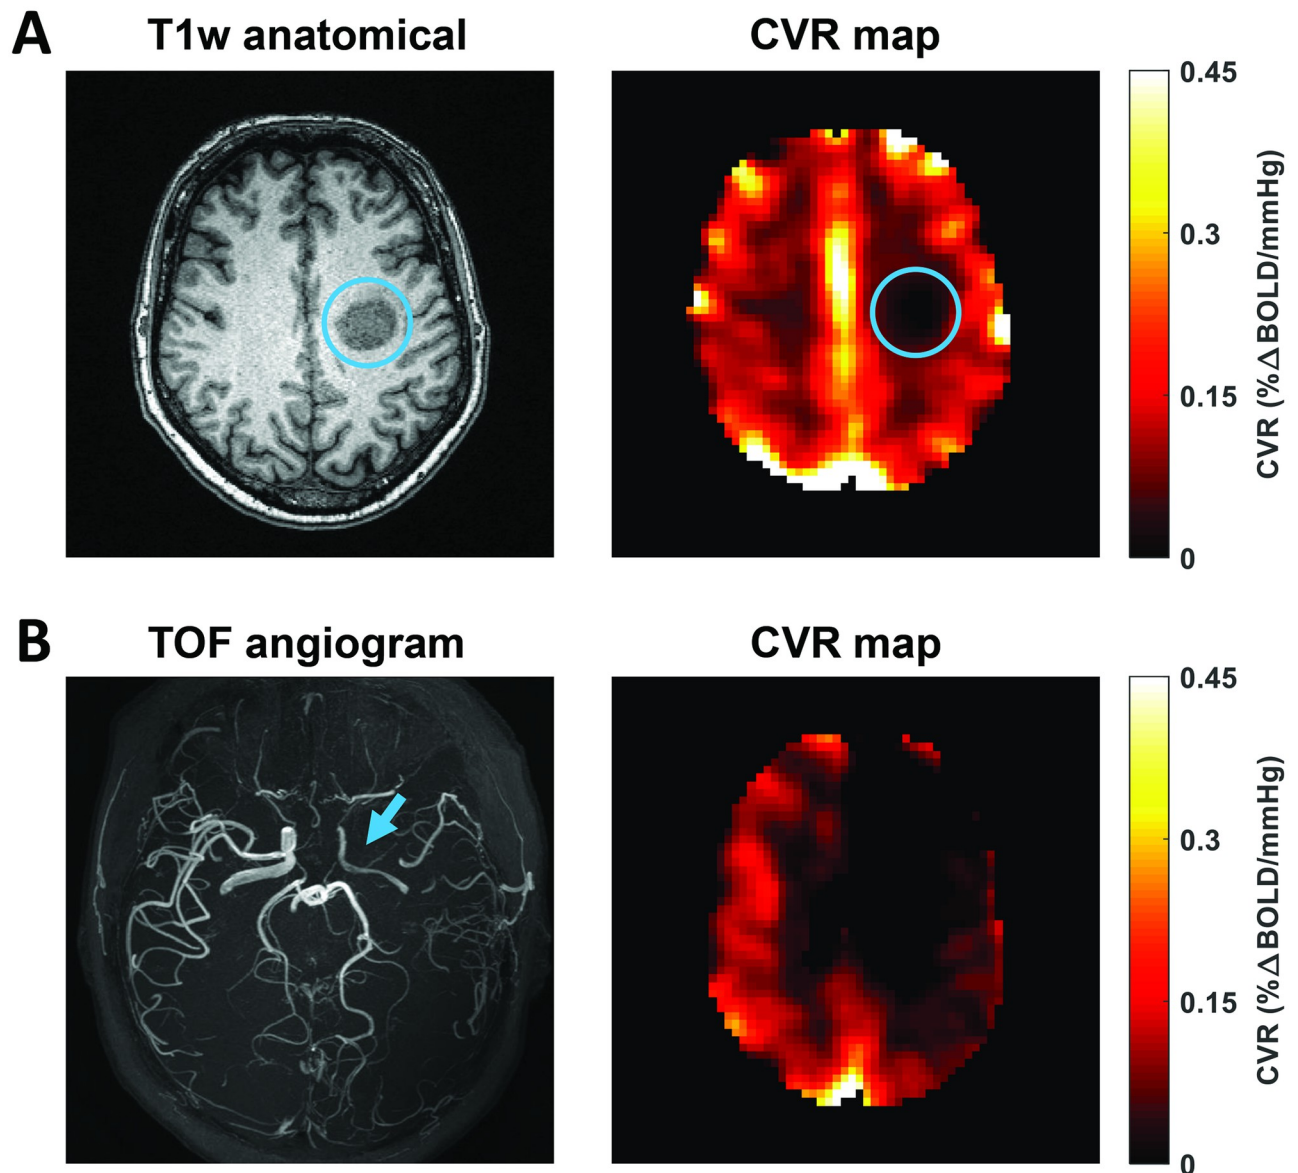 A
T1w anatomical
CVR map
0.45
0.3
0.15
0
CVR (%ΔBOLD/mmHg)
B
TOF angiogram
CVR map
0.45
0.3
0.15
0
CVR (%ΔBOLD/mmHg)